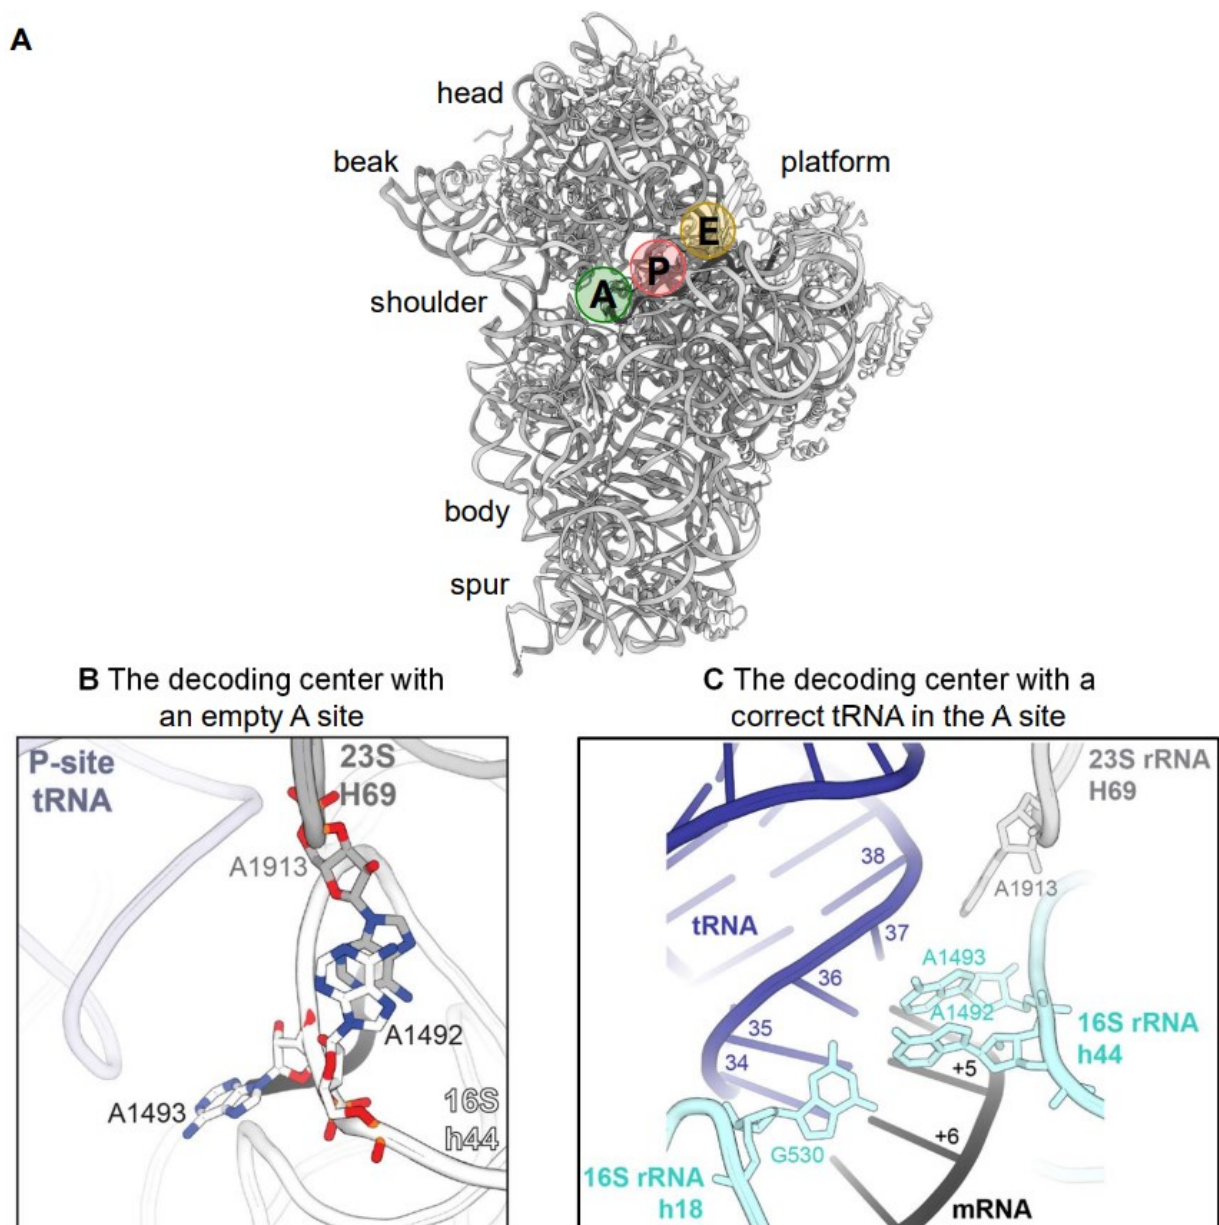 A
head
beak
platform
E
P
A
shoulder
body
spur
B The decoding center with
an empty A site
P-site
tRNA
23S
H69
A1913
A1492
A1493
16S
h44
C The decoding center with a
correct tRNA in the A site
23S rRNA
H69
38
A1913
tRNA
37
A1493
36
A1492
16S rRNA
h44
35
34
+5
+6
G530
16S rRNA
h18
mRNA